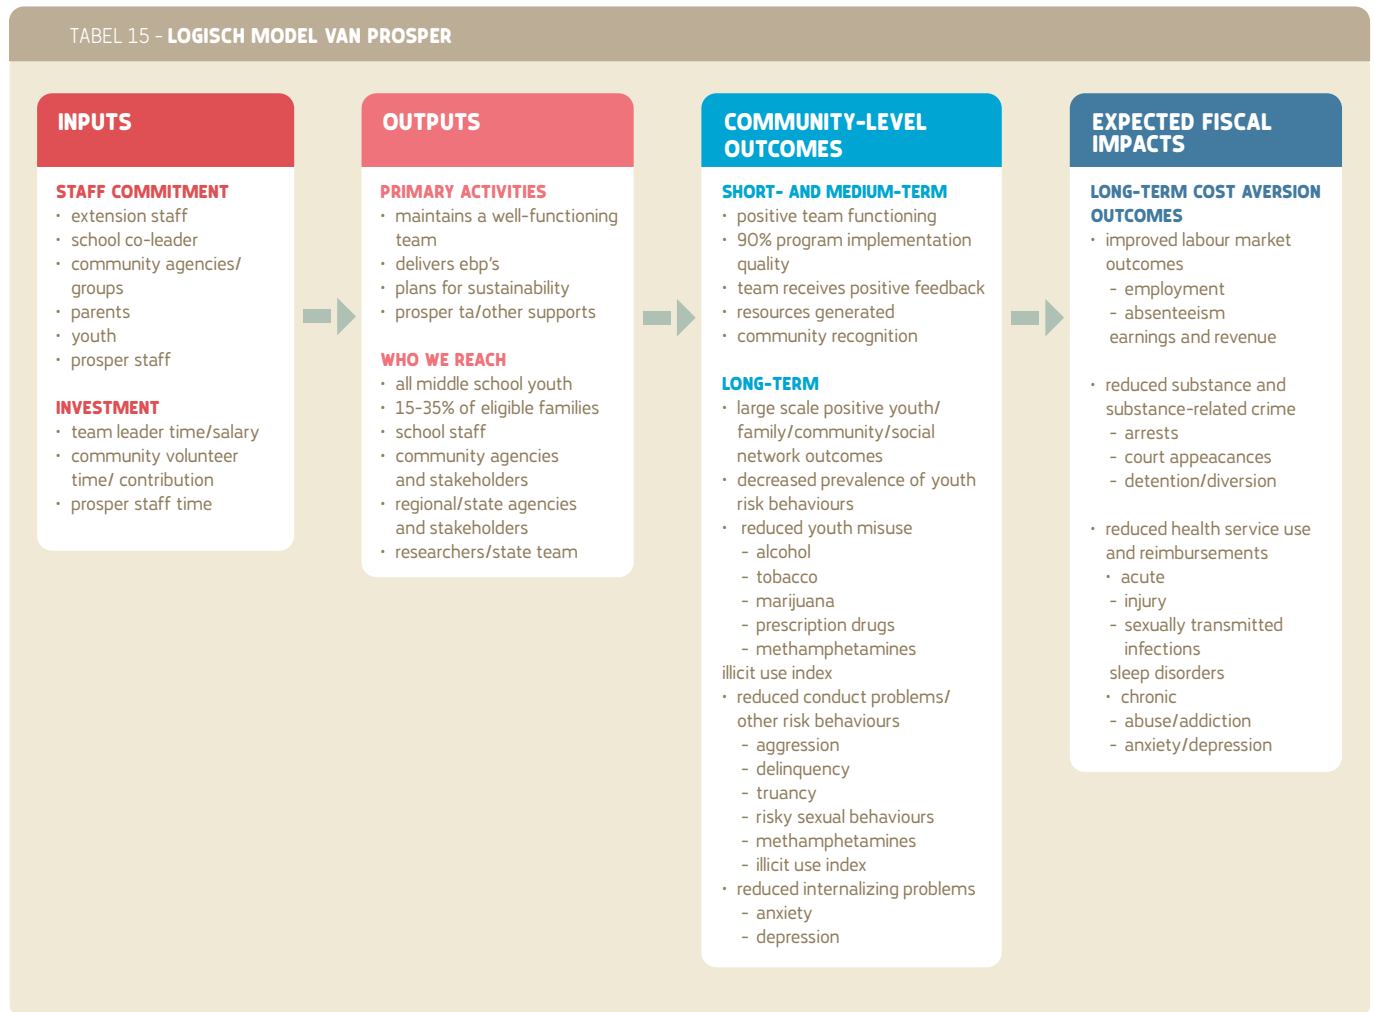 TABEL 15 - LOGISCH MODEL VAN PROSPER
INPUTS
STAFF COMMITMENT
· extension staff
· school co-leader
· community agencies/
groups
· parents
· youth
· prosper staff
INVESTMENT
· team leader time/salary
· community volunteer
time/ contribution
· prosper staff time
OUTPUTS
PRIMARY ACTIVITIES
· maintains a well-functioning
team
· delivers ebp's
· plans for sustainability
· prosper ta/other supports
WHO WE REACH
· all middle school youth
· 15-35% of eligible families
· school staff
· community agencies
and stakeholders
· regional/state agencies
and stakeholders
· researchers/state team
COMMUNITY-LEVEL
OUTCOMES
SHORT- AND MEDIUM-TERM
· positive team functioning
· 90% program implementation
quality
· team receives positive feedback
· resources generated
· community recognition
LONG-TERM
· large scale positive youth/
family/community/social
network outcomes
· decreased prevalence of youth
risk behaviours
· reduced youth misuse
- alcohol
- tobacco
- marijuana
- prescription drugs
- methamphetamines
illicit use index
· reduced conduct problems/
other risk behaviours
- aggression
- delinquency
- truancy
- risky sexual behaviours
- methamphetamines
- illicit use index
· reduced internalizing problems
- anxiety
- depression
EXPECTED FISCAL
IMPACTS
LONG-TERM COST AVERSION
OUTCOMES
· improved labour market
outcomes
- employment
- absenteeism
earnings and revenue
· reduced substance and
substance-related crime
- arrests
- court appeacances
- detention/diversion
· reduced health service use
and reimbursements
· acute
- injury
- sexually transmitted
infections
sleep disorders
· chronic
- abuse/addiction
- anxiety/depression